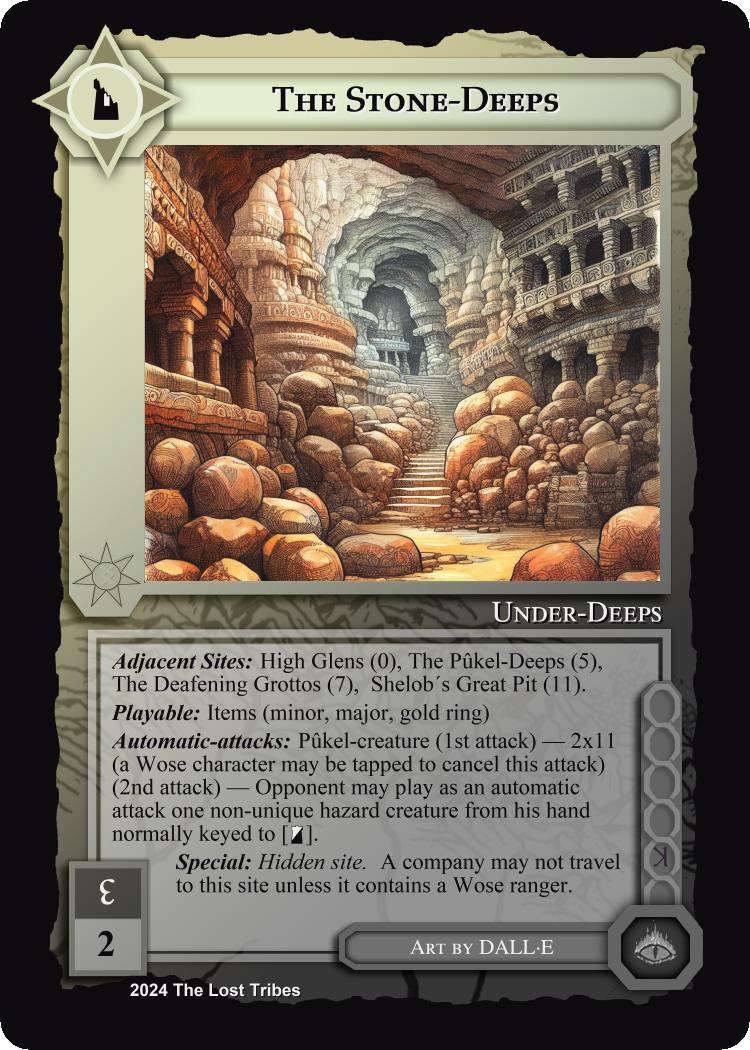 The Stone-Deeps
Under-Deeps
Adjacent Sites: High Glens (0), The Pûkel-Deeps (5),
The Deafening Grottos (7), Shelob´s Great Pit (11).
Playable: Items (minor, major, gold ring)
Automatic-attacks: Pûkel-creature (1st attack) — 2x11
(a Wose character may be tapped to cancel this attack)
(2nd attack) — Opponent may play as an automatic
attack one non-unique hazard creature from his hand
normally keyed to [ ].
Special: Hidden site. A company may not travel
to this site unless it contains a Wose ranger.
2
Art by DALL·E
2024 The Lost Tribes